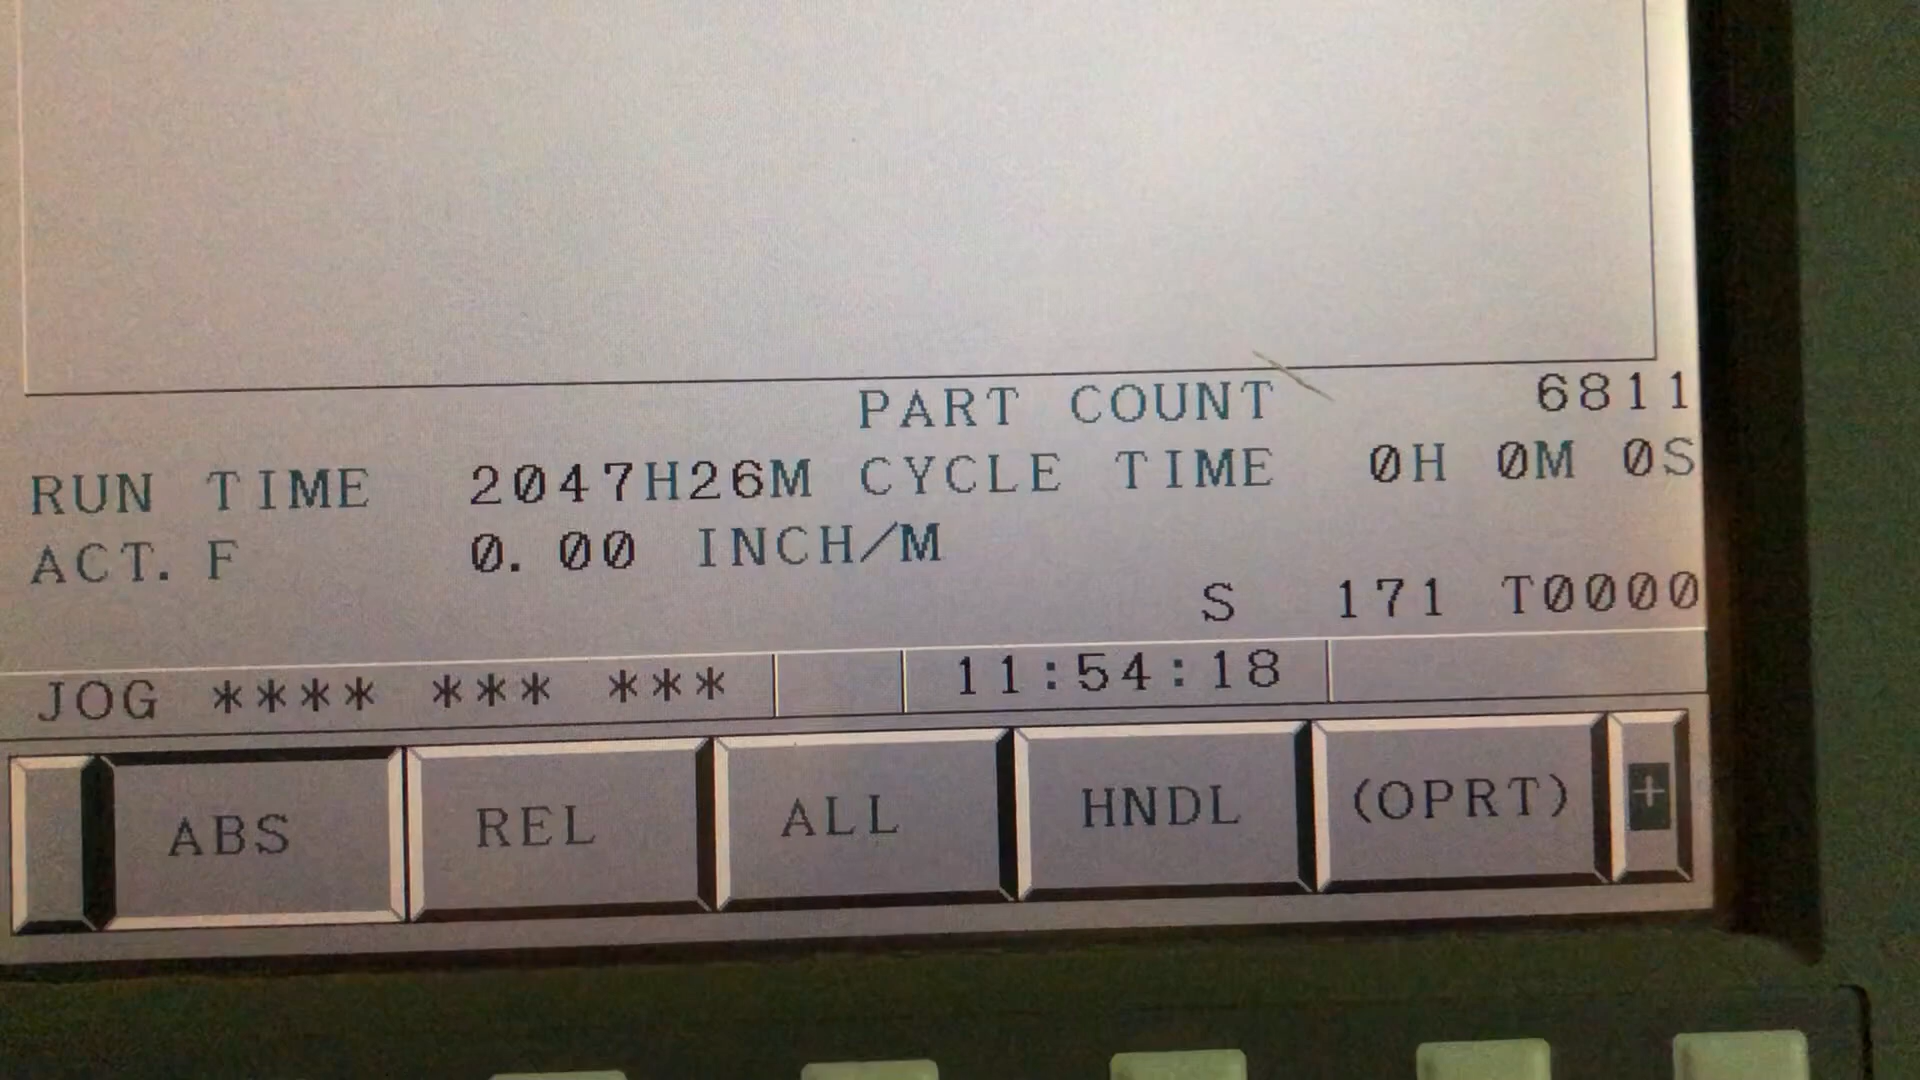 PART COUNT 6811
RUN TIME 2047H26M CYCLE TIME 0H 0M 0S
ACT. F 0. 00 INCH/M
S 171 T0000
JOG **** *** *** 11:54:18
ABS REL ALL HNDL (OPRT) +